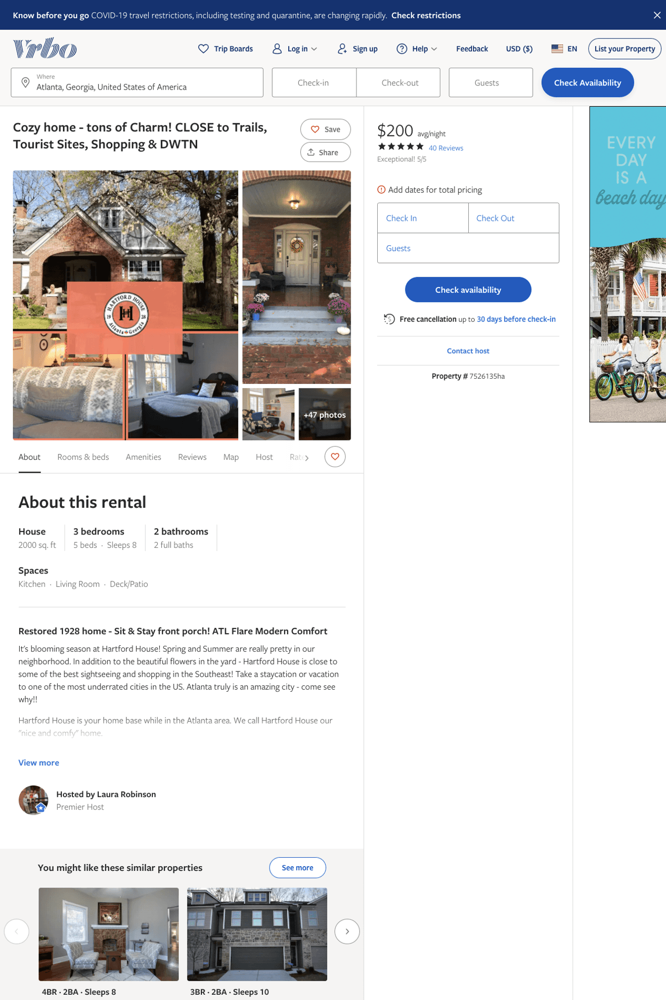 Know before you go COVID-19 travel restrictions, including testing and quarantine, are changing rapidly. Check restrictions
Vrbo
Trip Boards
Log in
Sign up
Help
Feedback
USD ($)
EN
List your Property
Where
Atlanta, Georgia, United States of America
Check-in
Check-out
Guests
Check Availability
Cozy home - tons of Charm! CLOSE to Trails,
Tourist Sites, Shopping & DWTN
Save
Share
HARTFORD HOUSE
19 H 28
Atlanta Georgia
+47 photos
$200 avg/night
40 Reviews
Exceptional! 5/5
Add dates for total pricing
Check In
Check Out
Guests
Check availability
Free cancellation up to 30 days before check-in
Contact host
Property # 7526135ha
EVERY
DAY
IS A
beach day
About
Rooms & beds
Amenities
Reviews
Map
Host
Rate
About this rental
House
2000 sq. ft
3 bedrooms
5 beds · Sleeps 8
2 bathrooms
2 full baths
Spaces
Kitchen · Living Room · Deck/Patio
Restored 1928 home - Sit & Stay front porch! ATL Flare Modern Comfort
It's blooming season at Hartford House! Spring and Summer are really pretty in our
neighborhood. In addition to the beautiful flowers in the yard - Hartford House is close to
some of the best sightseeing and shopping in the Southeast! Take a staycation or vacation
to one of the most underrated cities in the US. Atlanta truly is an amazing city - come see
why!!
Hartford House is your home base while in the Atlanta area. We call Hartford House our
"nice and comfy" home.
View more
Hosted by Laura Robinson
Premier Host
You might like these similar properties
See more
4BR · 2BA · Sleeps 8
3BR · 2BA · Sleeps 10